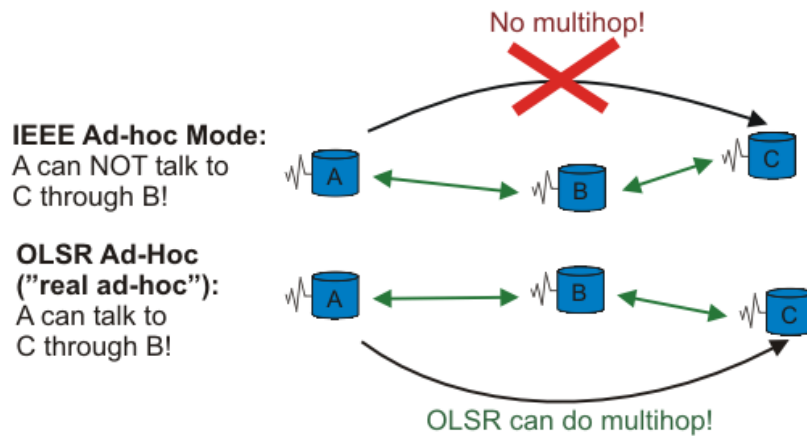 No multihop!
IEEE Ad-hoc Mode:
A can NOT talk to
C through B!
A
B
C
OLSR Ad-Hoc
("real ad-hoc"):
A can talk to
C through B!
A
B
C
OLSR can do multihop!